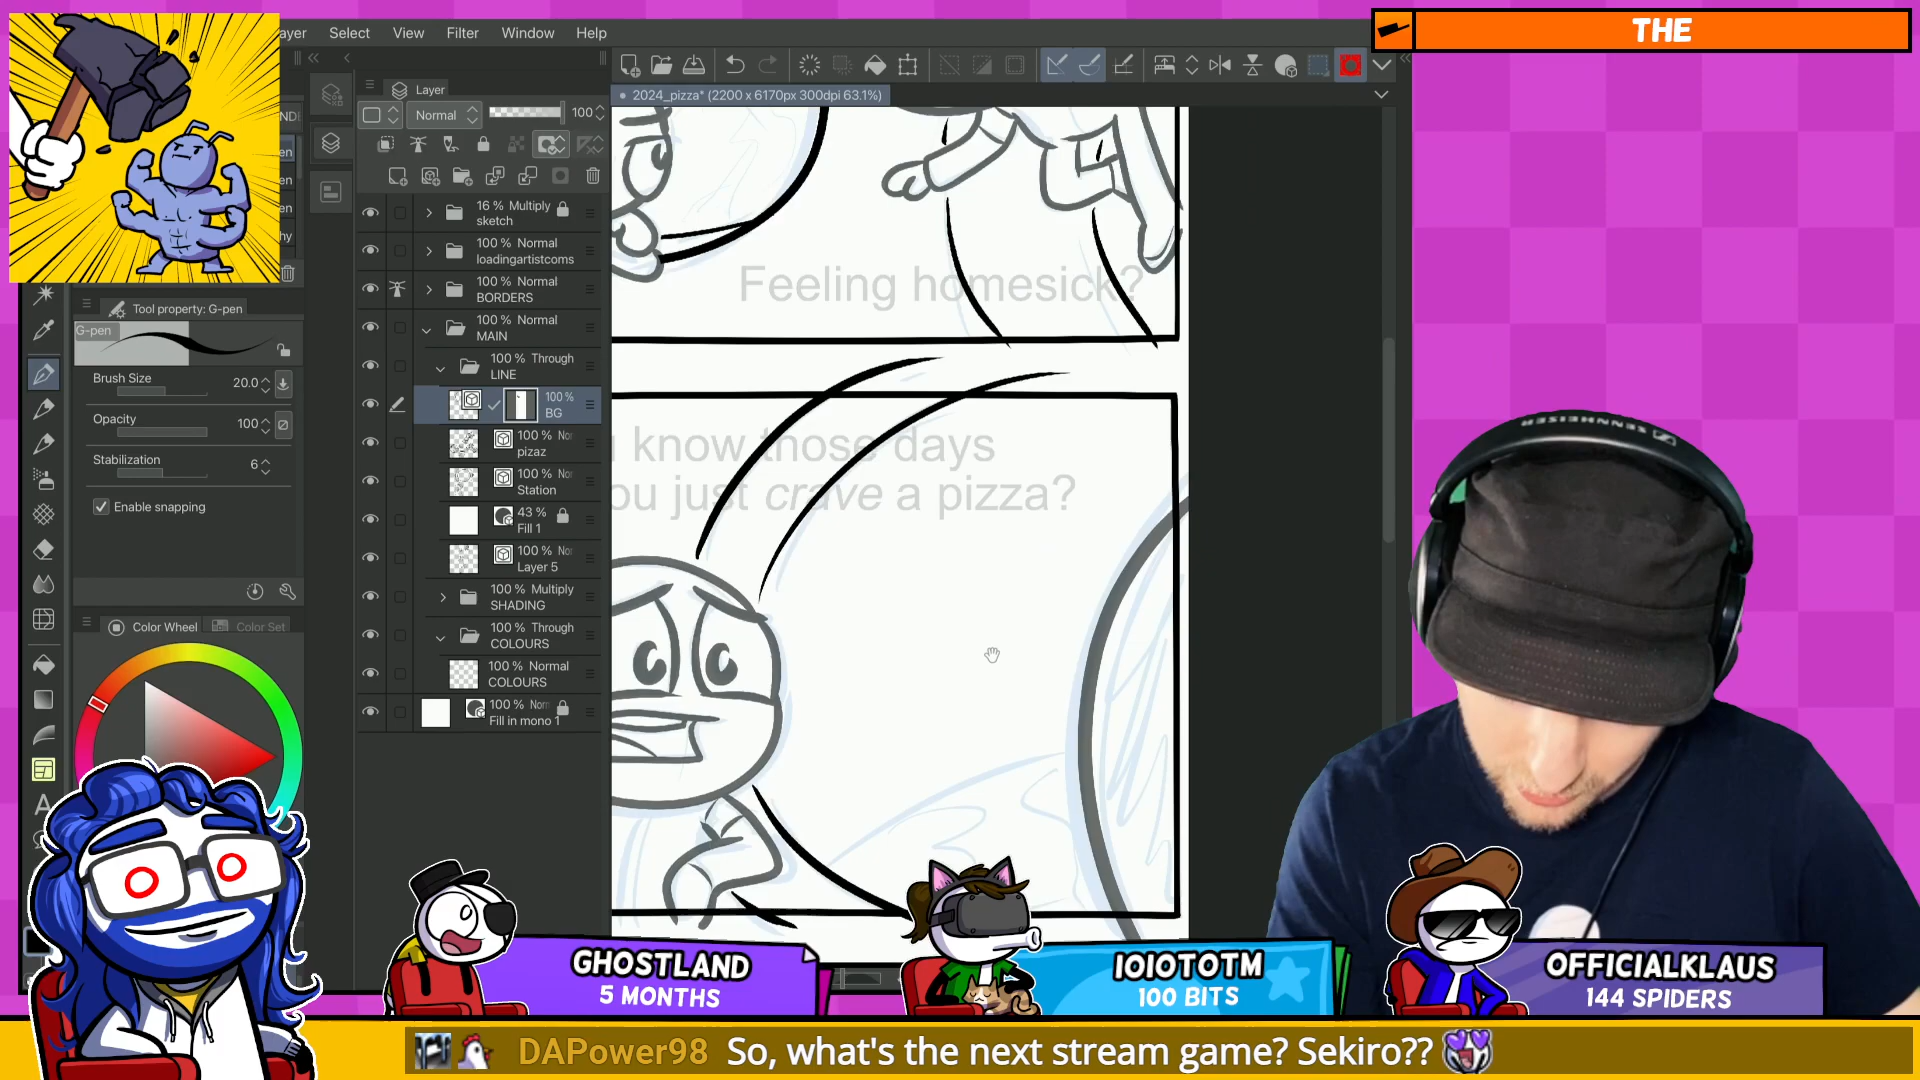 THE
ayer Select View Filter Window Help
Layer
Normal 100
2024_pizza* (2200 x 6170px 300dpi 63.1%)
16 % Multiply
sketch
100 % Normal
loadingartistcoms
100 % Normal
BORDERS
100 % Normal
MAIN
100 % Through
LINE
100 %
BG
100 % No
pizaz
100 % No
Station
43 %
Fill 1
100 % No
Layer 5
100 % Multiply
SHADING
100 % Through
COLOURS
100 % Normal
COLOURS
100 % Norn
Fill in mono 1
Tool property: G-pen
G-pen
Brush Size 20.0
Opacity 100
Stabilization 6
Enable snapping
Color Wheel Color Set
Feeling homesick?
know those days
ou just crave a pizza?
SENNHEISER
GHOSTLAND
5 MONTHS
IOIOTOTM
100 BITS
OFFICIALKLAUS
144 SPIDERS
DAPower98 So, what's the next stream game? Sekiro??